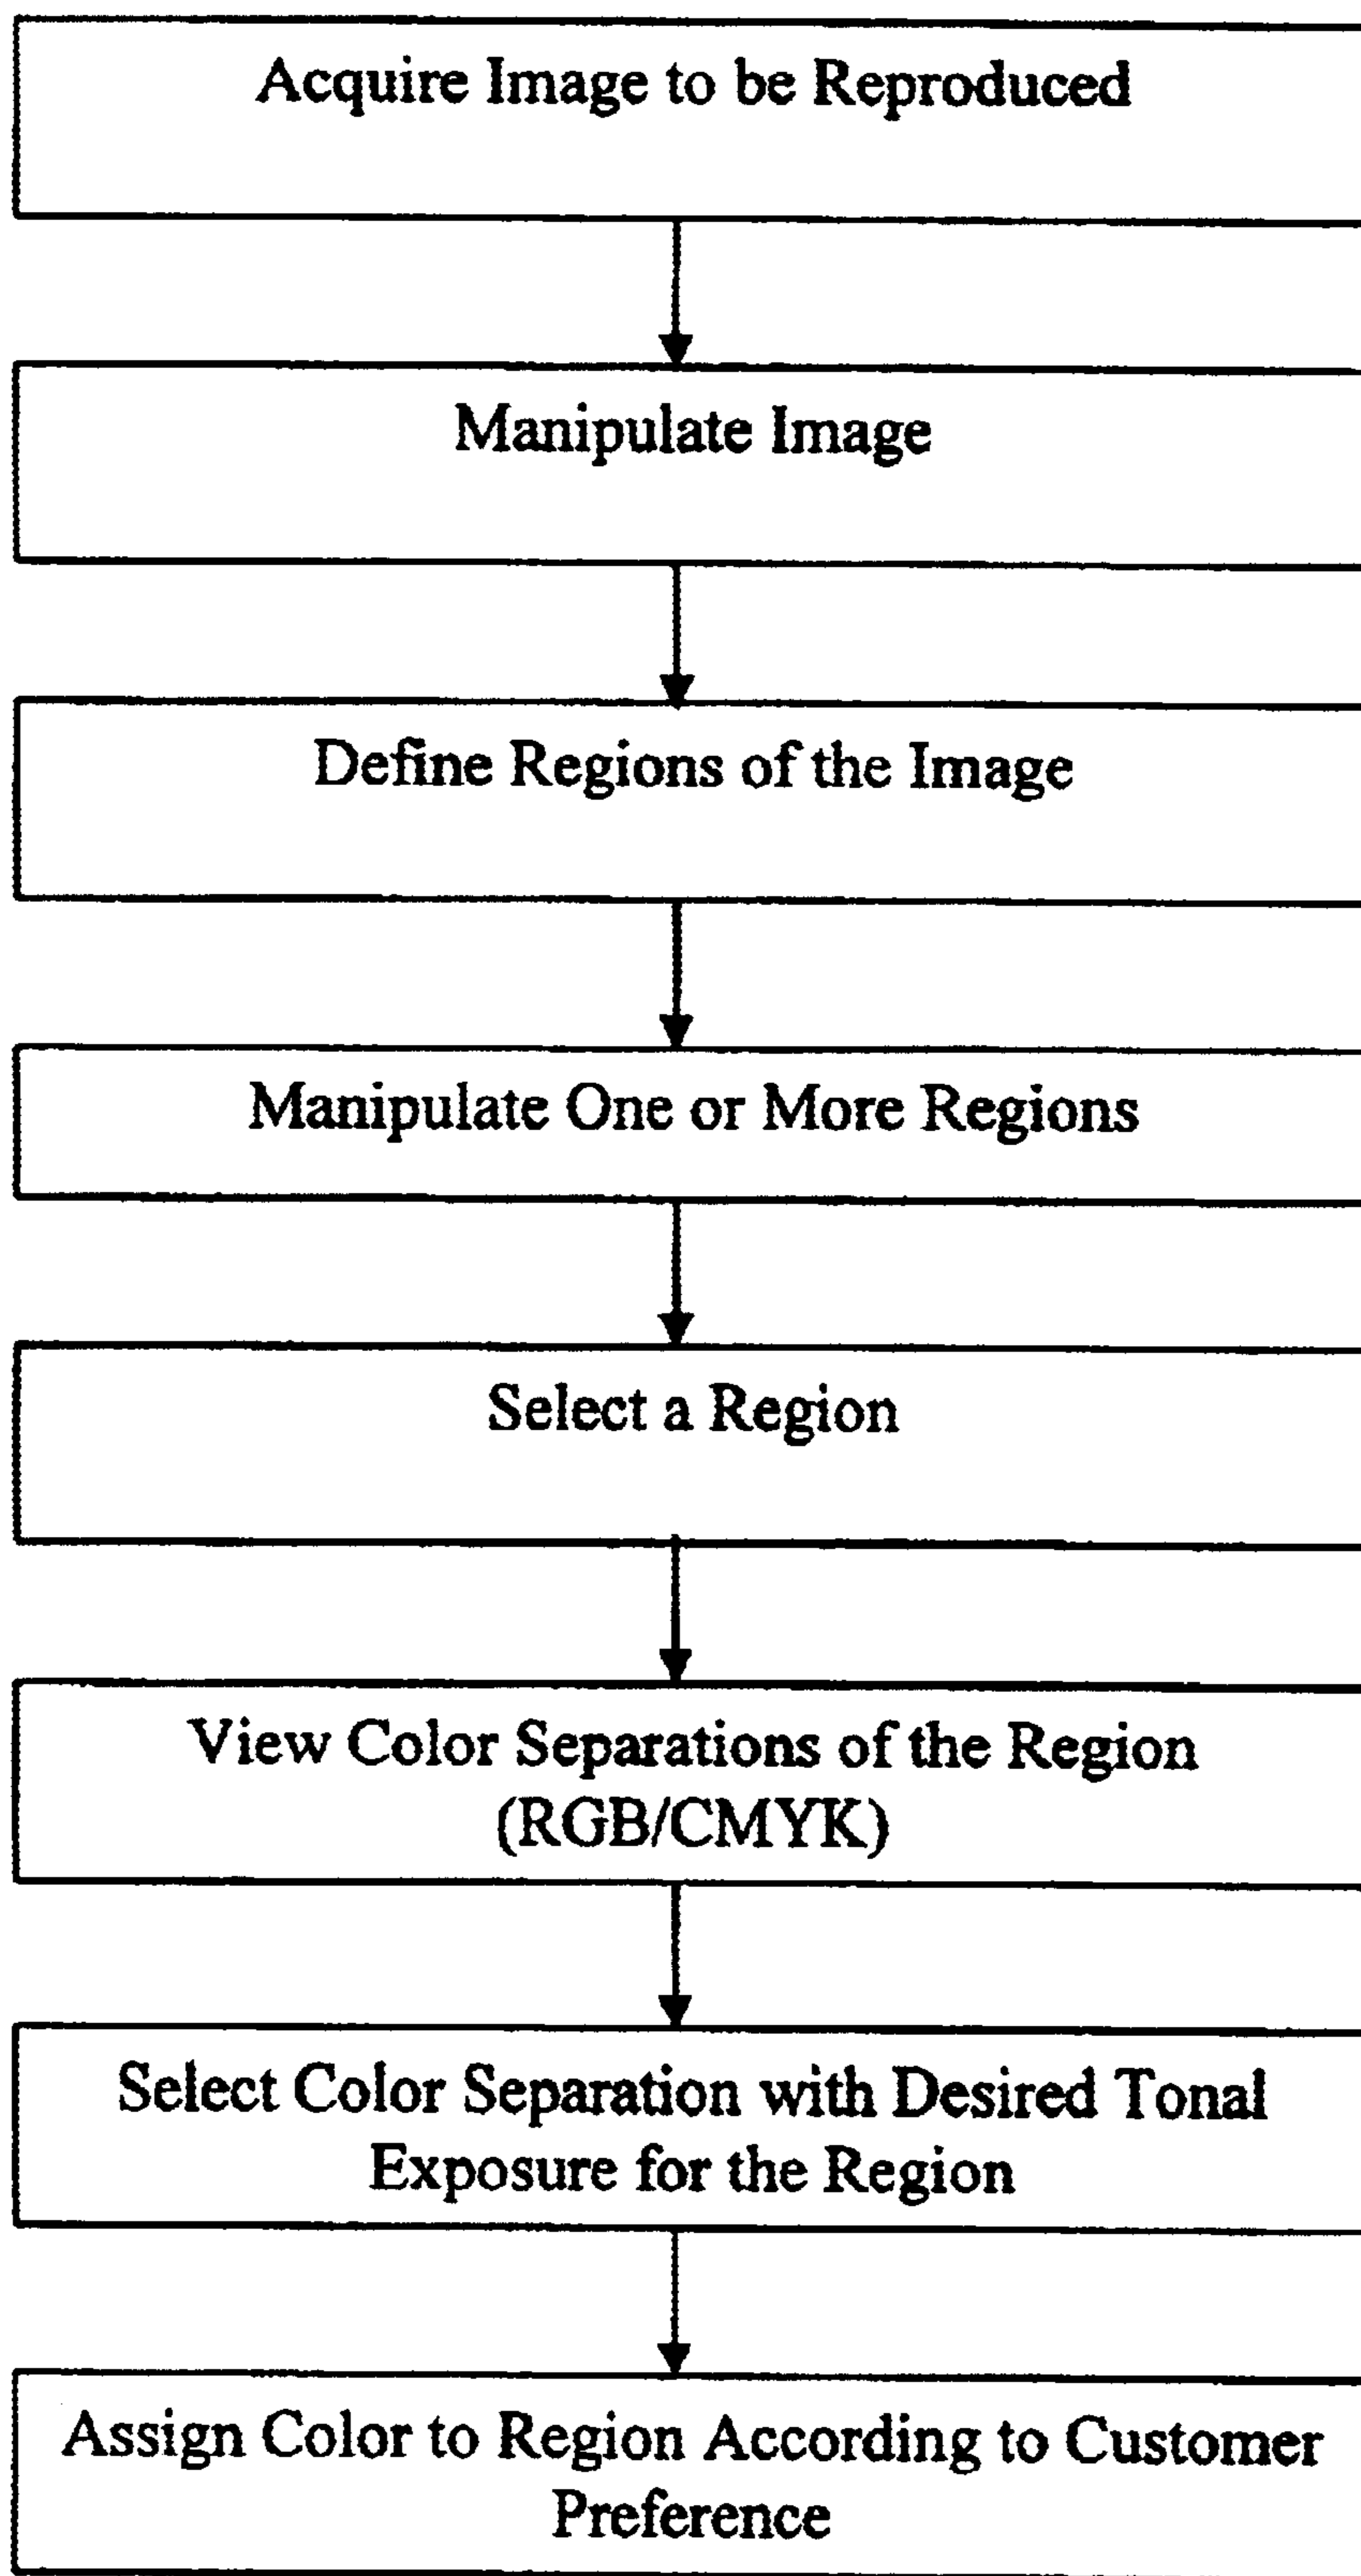 Acquire Image to be Reproduced
Manipulate Image
Define Regions of the Image
Manipulate One or More Regions
Select a Region
View Color Separations of the Region
(RGB/CMYK)
Select Color Separation with Desired Tonal
Exposure for the Region
Assign Color to Region According to Customer
Preference